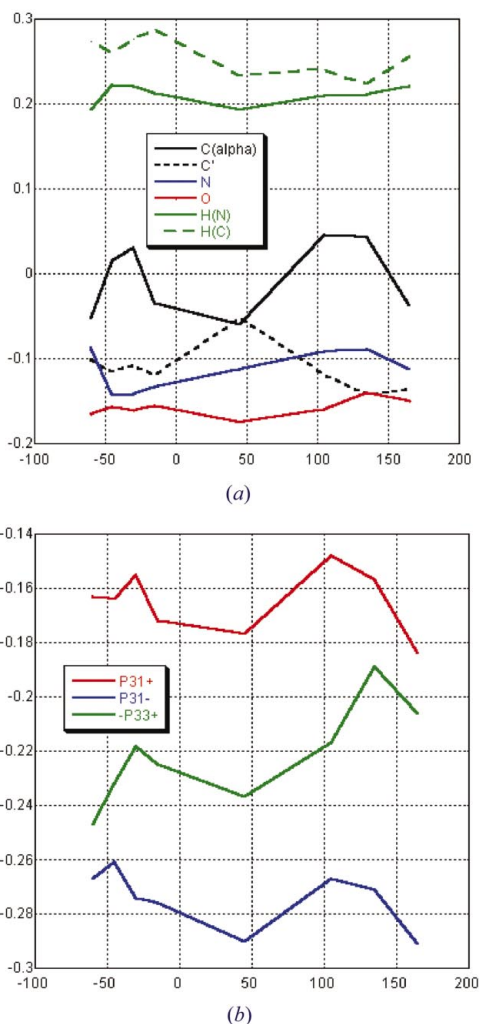 0.3
0.2
0.1
0
-0.1
-0.2
C(alpha)
C'
N
O
H(N)
H(C)
-100 -50 0 50 100 150 200
(a)
-0.14
-0.16
-0.18
-0.2
-0.22
-0.24
-0.26
-0.28
-0.3
P31+
P31-
-P33+
-100 -50 0 50 100 150 200
(b)